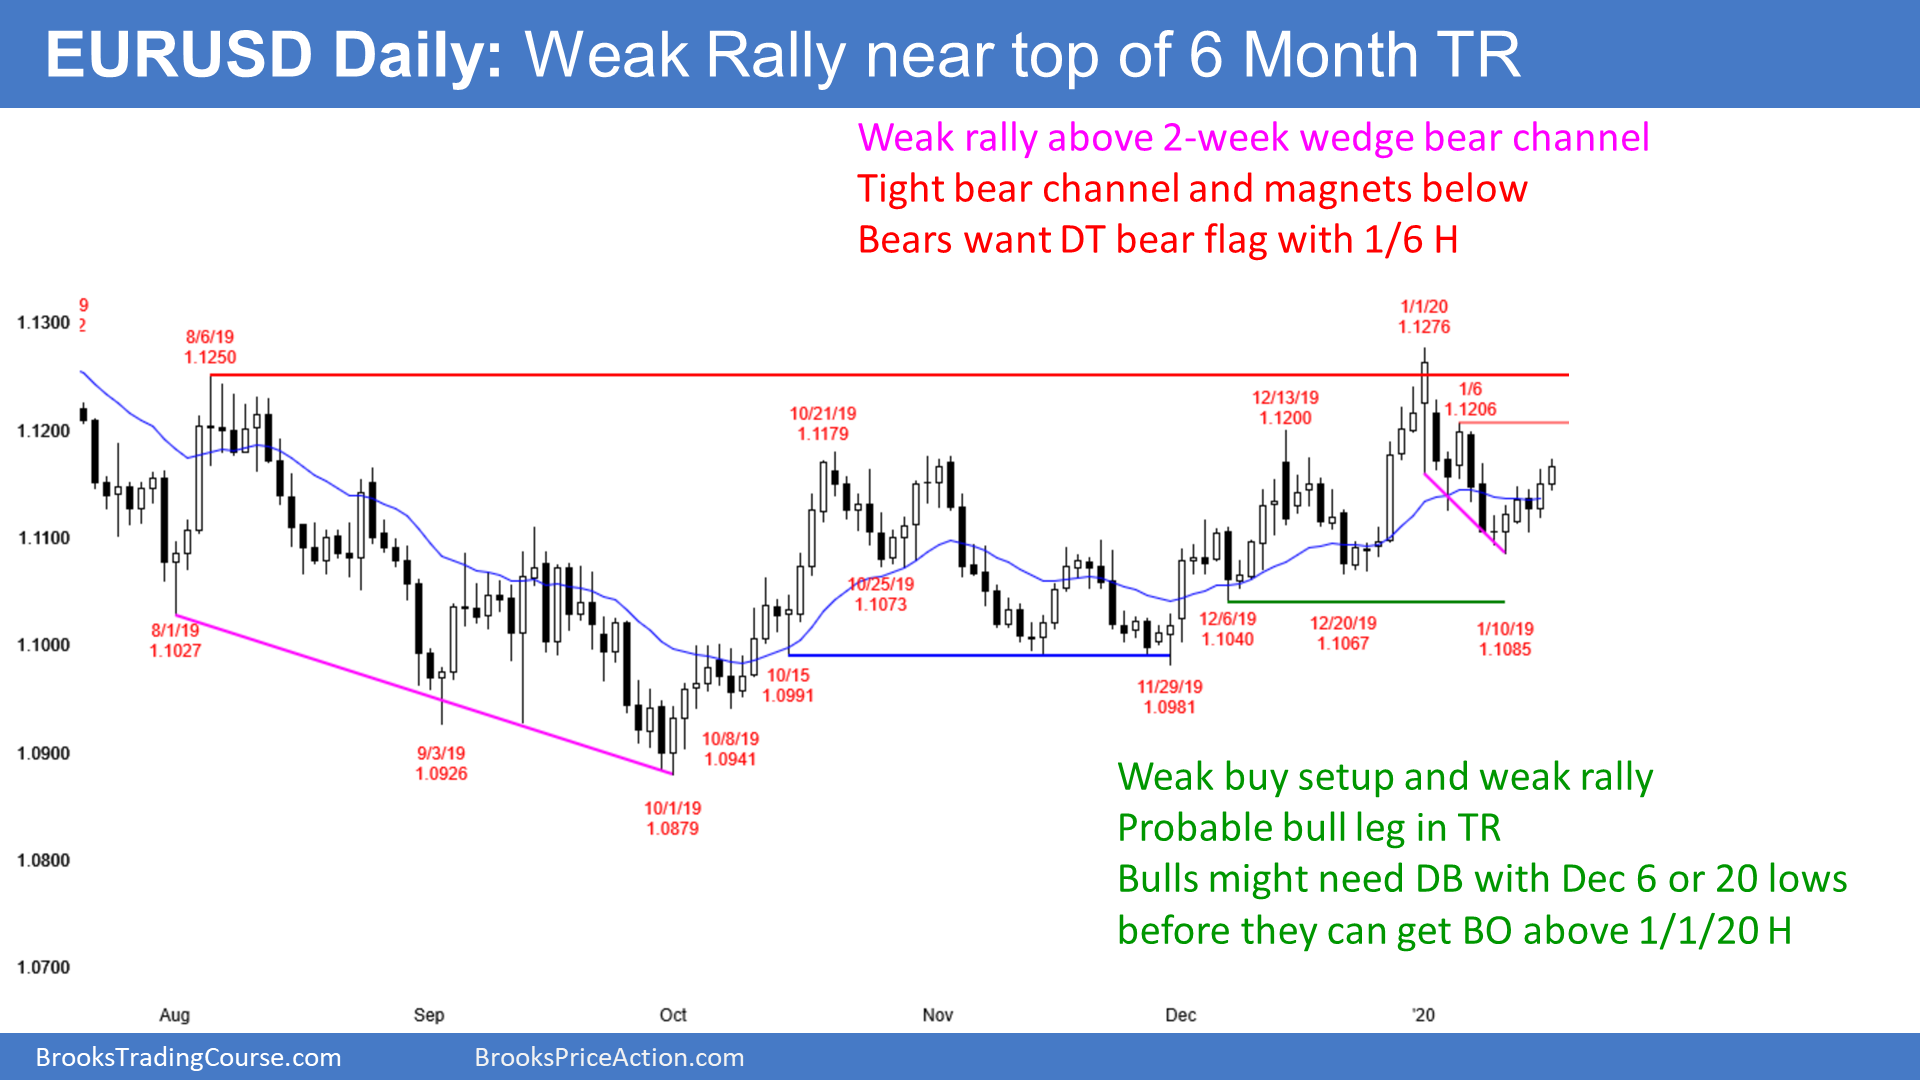 EURUSD Daily: Weak Rally near top of 6 Month TR
Weak rally above 2-week wedge bear channel
Tight bear channel and magnets below
Bears want DT bear flag with 1/6 H
9
2
1.1300
1.1200
1.1100
1.1000
1.0900
1.0800
1.0700
8/6/19
1.1250
8/1/19
1.1027
9/3/19
1.0926
10/1/19
1.0879
10/8/19
1.0941
10/15
1.0991
10/21/19
1.1179
10/25/19
1.1073
11/29/19
1.0981
12/6/19
1.1040
12/13/19
1.1200
12/20/19
1.1067
1/1/20
1.1276
1/6
1.1206
1/10/19
1.1085
Weak buy setup and weak rally
Probable bull leg in TR
Bulls might need DB with Dec 6 or 20 lows
before they can get BO above 1/1/20 H
Aug
Sep
Oct
Nov
Dec
'20
BrooksTradingCourse.com
BrooksPriceAction.com